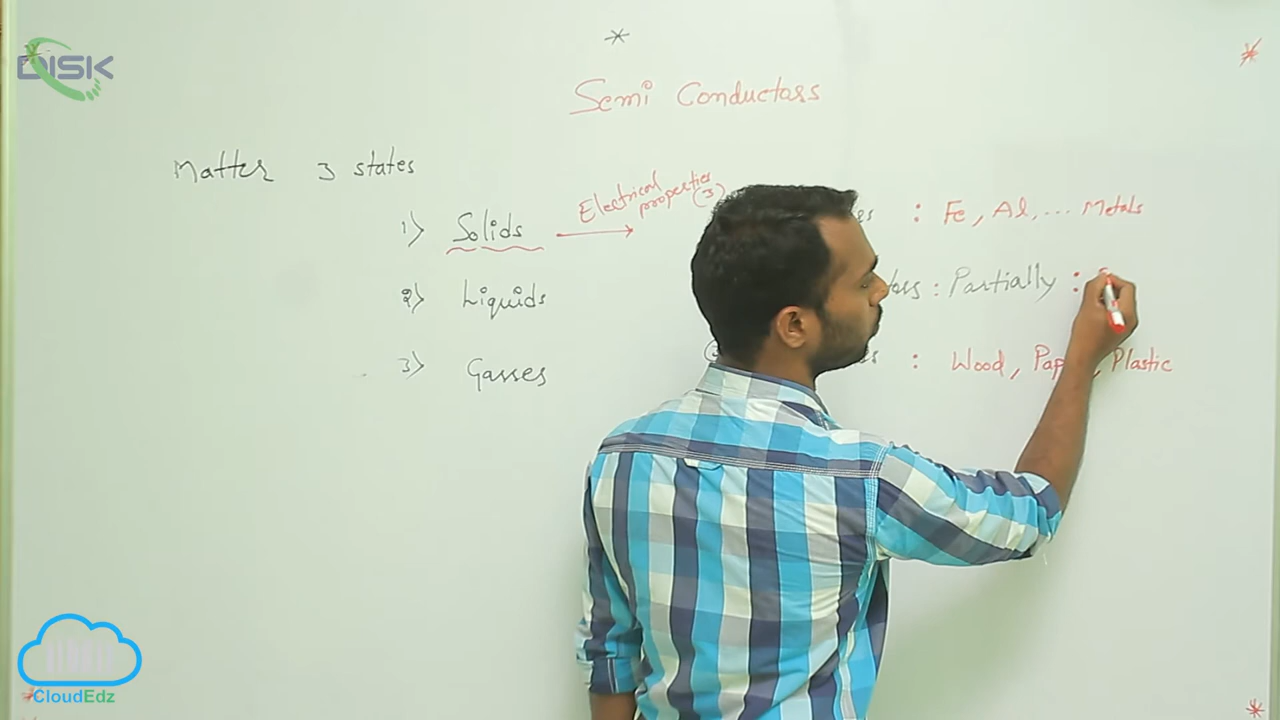 DISK
*
*
Semi Conductors
Matter 3 states
1) Solids
Electrical properties (3)
: Fe, Al, ... Metals
2) Liquids
: Partially :
3) Gasses
: Wood, Pap , Plastic
CloudEdz
*
*